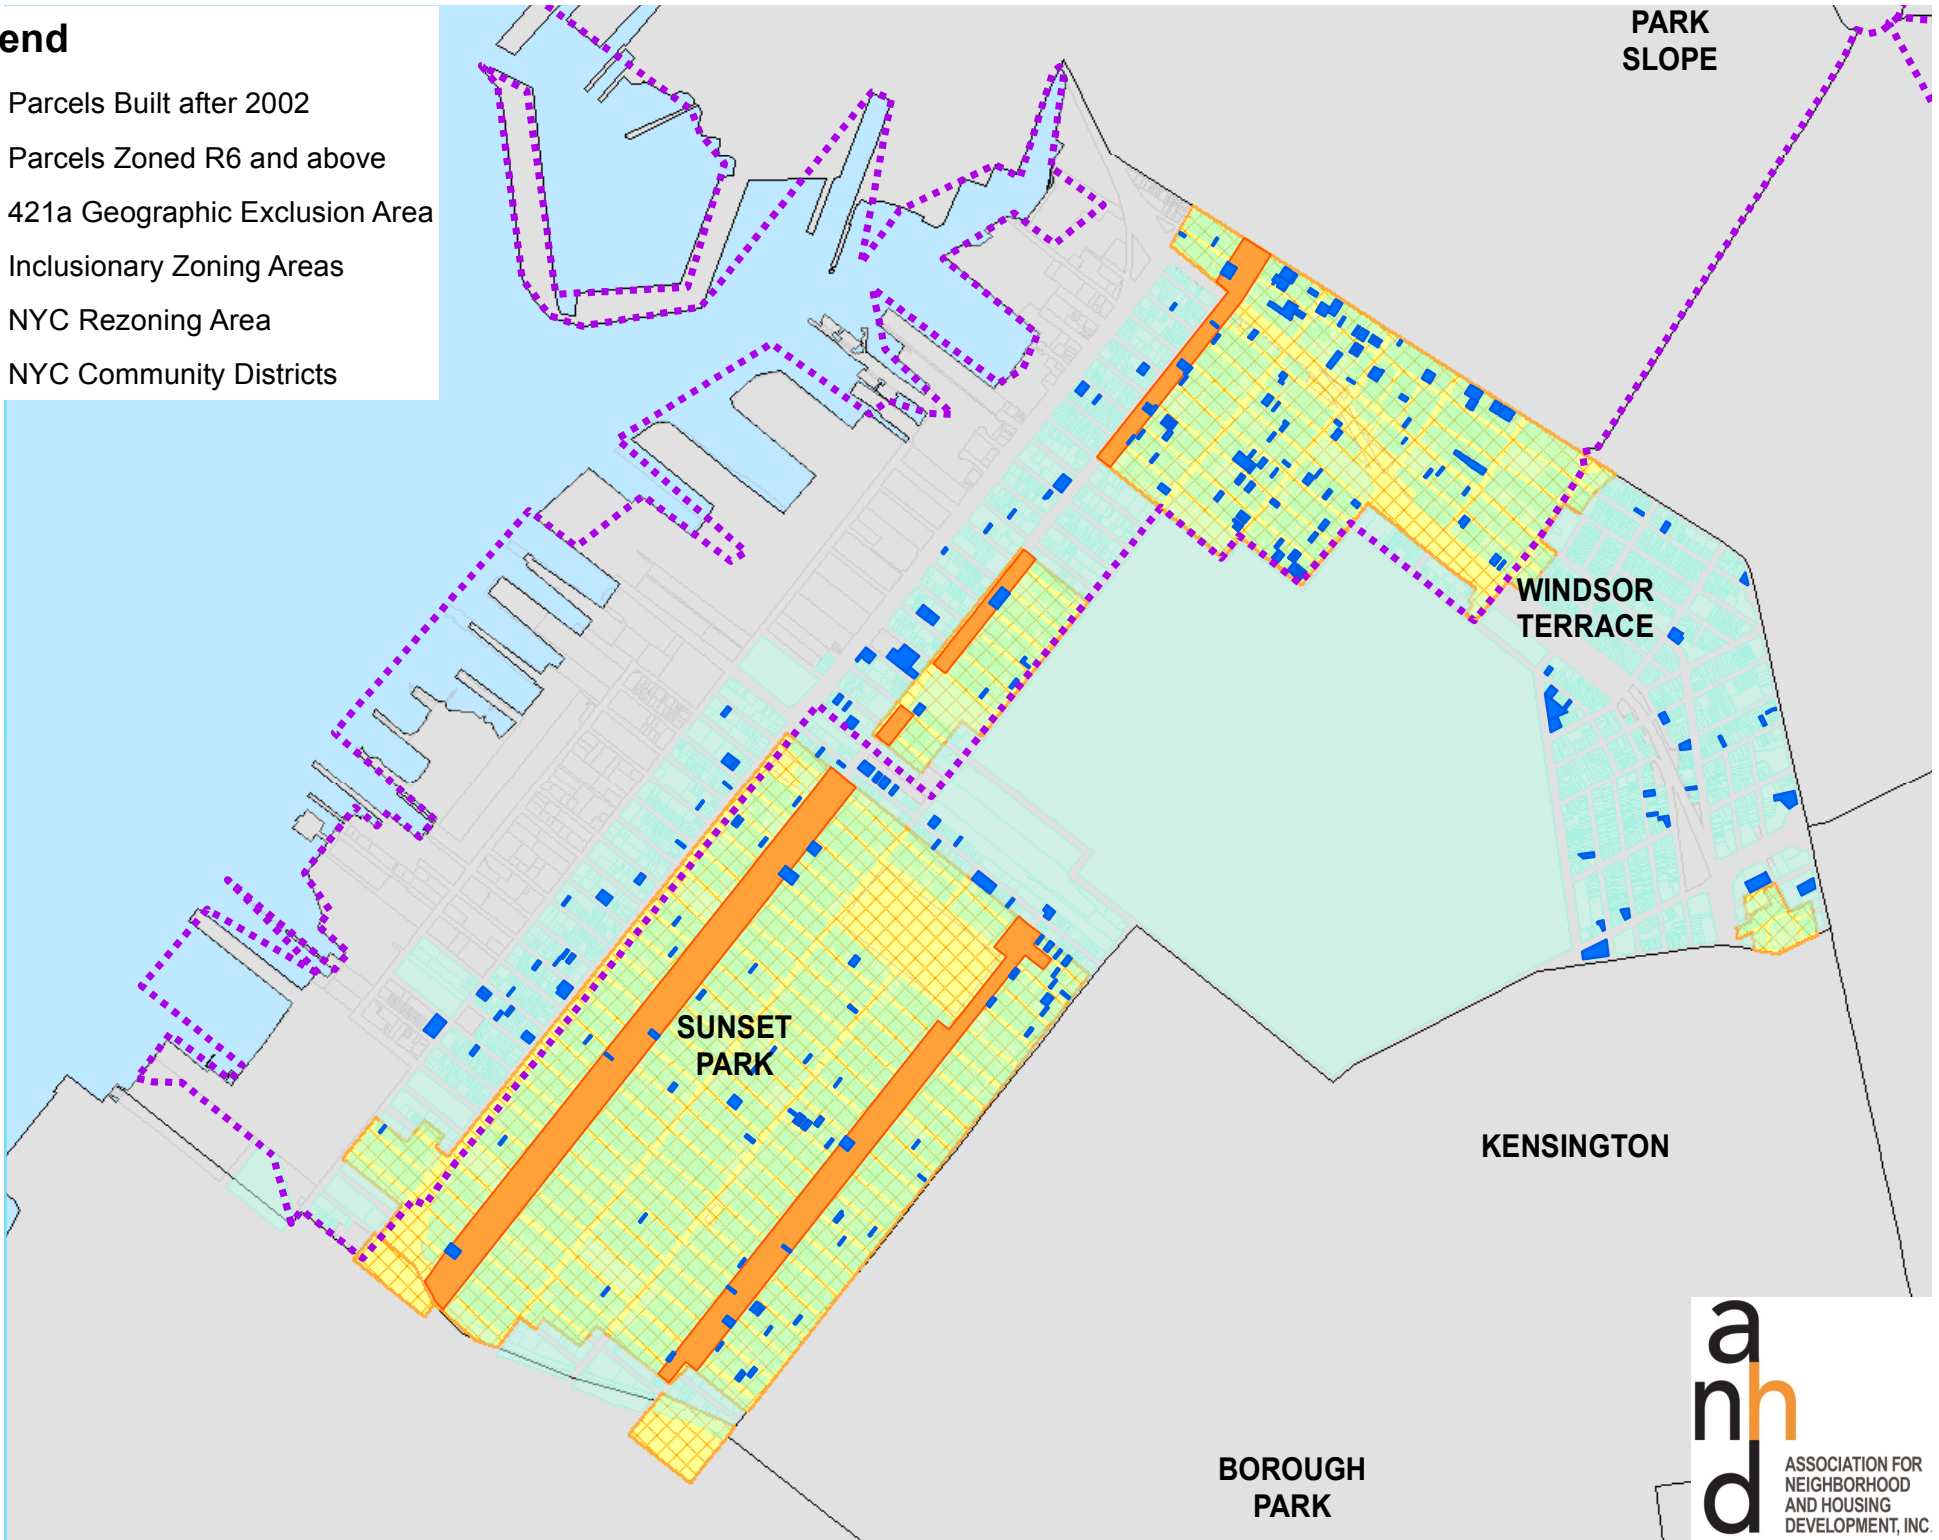 end
Parcels Built after 2002
Parcels Zoned R6 and above
421a Geographic Exclusion Area
Inclusionary Zoning Areas
NYC Rezoning Area
NYC Community Districts
PARK
SLOPE
WINDSOR
TERRACE
SUNSET
PARK
KENSINGTON
BOROUGH
PARK
a
nh
d
ASSOCIATION FOR
NEIGHBORHOOD
AND HOUSING
DEVELOPMENT, INC.